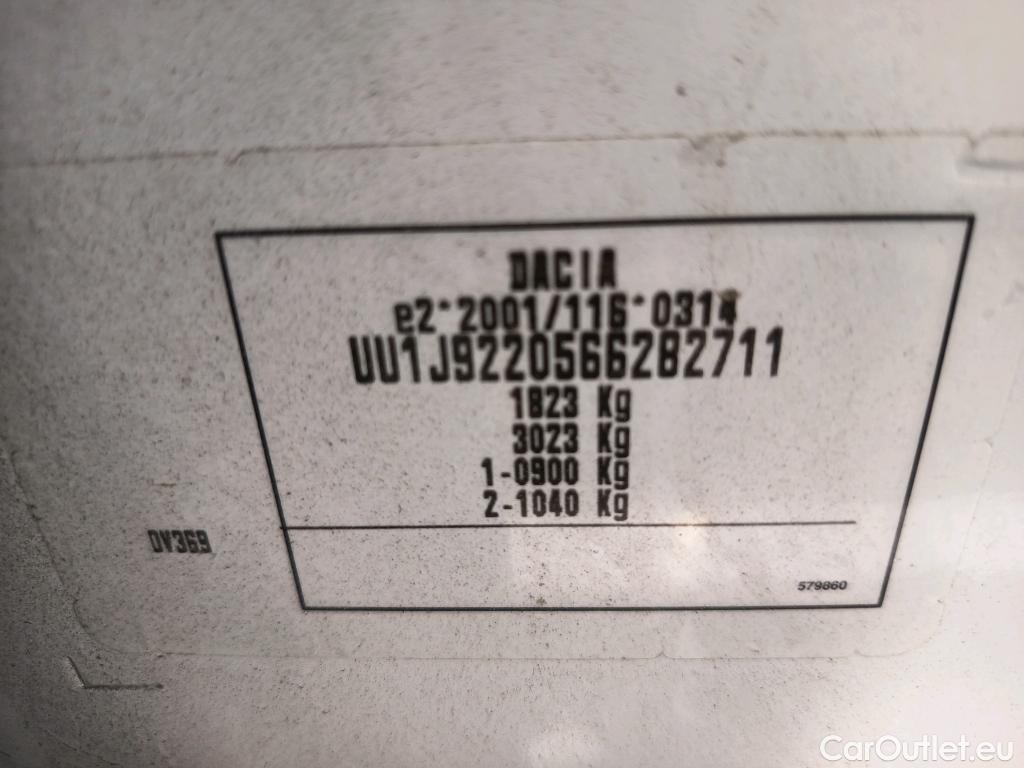 DACIA
e2*2001/116*0314
UU1J9220566282711
1823 Kg
3023 Kg
1-0900 Kg
2-1040 Kg
DV369
579860
CarOutlet.eu